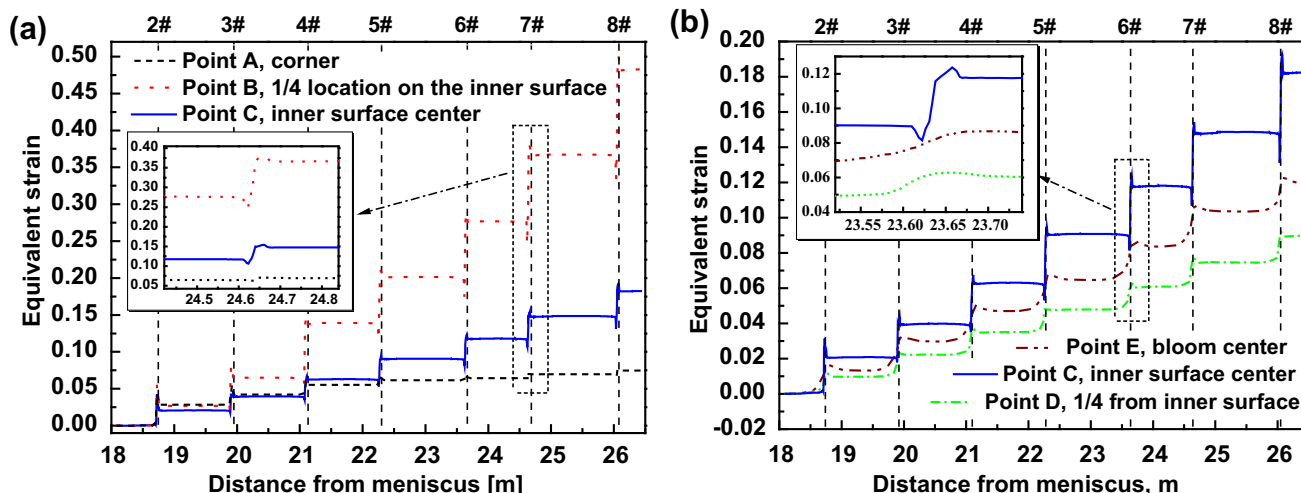 (a)
2# 3# 4# 5# 6# 7# 8#
0.50
0.45
0.40
0.35
0.30
0.25
0.20
0.15
0.10
0.05
0.00
Equivalent strain
Point A, corner
Point B, 1/4 location on the inner surface
Point C, inner surface center
0.40
0.35
0.30
0.25
0.20
0.15
0.10
0.05
24.5 24.6 24.7 24.8
18 19 20 21 22 23 24 25 26
Distance from meniscus [m]
(b)
2# 3# 4# 5# 6# 7# 8#
0.20
0.18
0.16
0.14
0.12
0.10
0.08
0.06
0.04
0.02
0.00
-0.02
Equivalent strain
0.12
0.10
0.08
0.06
0.04
23.55 23.60 23.65 23.70
Point E, bloom center
Point C, inner surface center
Point D, 1/4 from inner surface
18 19 20 21 22 23 24 25 26
Distance from meniscus, m